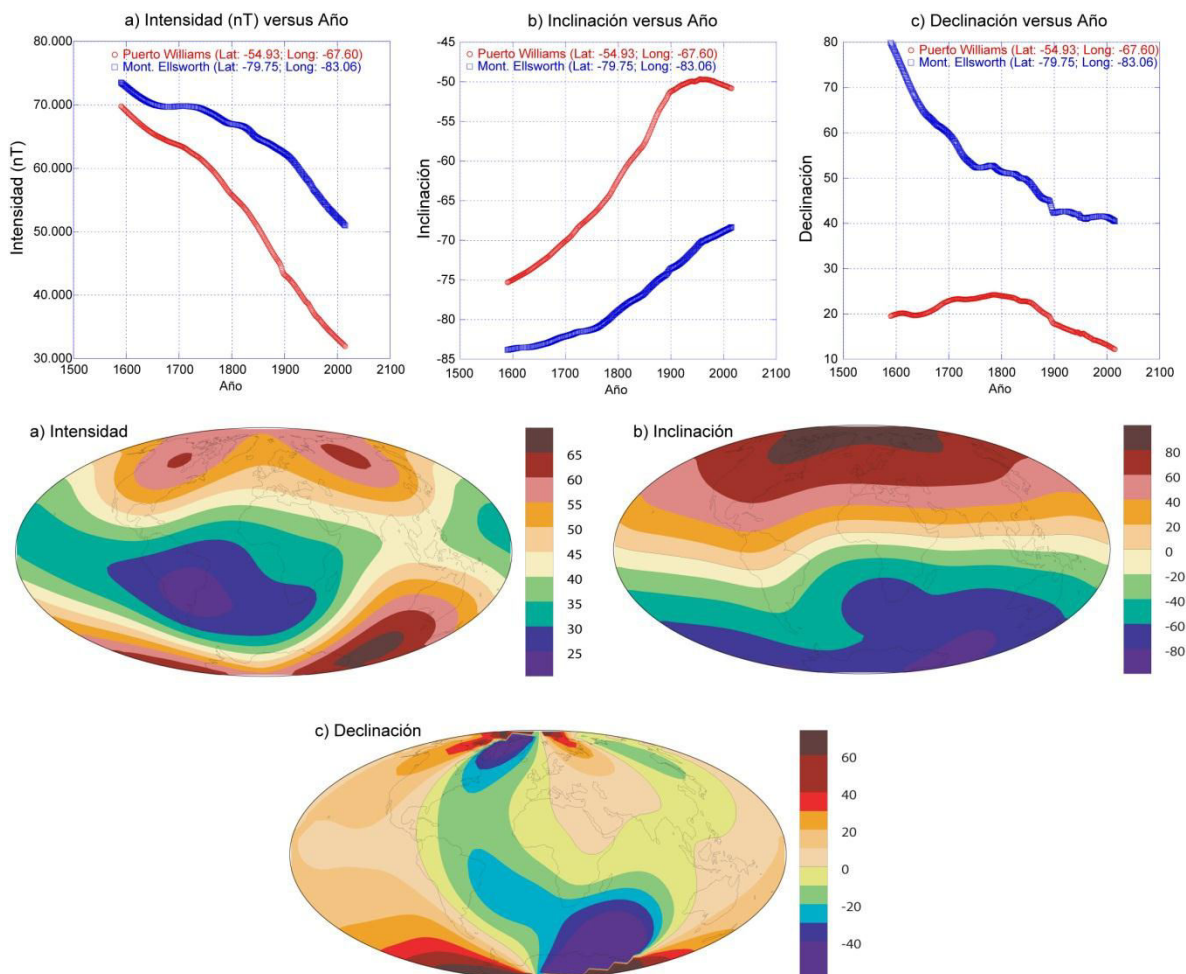 a) Intensidad (nT) versus Año
80.000
70.000
60.000
50.000
40.000
30.000
Intensidad (nT)
Puerto Williams (Lat: -54.93; Long: -67.60)
Mont. Ellsworth (Lat: -79.75; Long: -83.06)
1500 1600 1700 1800 1900 2000 2100
Año
b) Inclinación versus Año
-45
-50
-55
-60
-65
-70
-75
-80
-85
Inclinación
Puerto Williams (Lat: -54.93; Long: -67.60)
Mont. Ellsworth (Lat: -79.75; Long: -83.06)
1500 1600 1700 1800 1900 2000 2100
Año
c) Declinación versus Año
80
70
60
50
40
30
20
10
Declinación
Puerto Williams (Lat: -54.93; Long: -67.60)
Mont. Ellsworth (Lat: -79.75; Long: -83.06)
1500 1600 1700 1800 1900 2000 2100
Año
a) Intensidad
65
60
55
50
45
40
35
30
25
b) Inclinación
80
60
40
20
0
-20
-40
-60
-80
c) Declinación
60
40
20
0
-20
-40